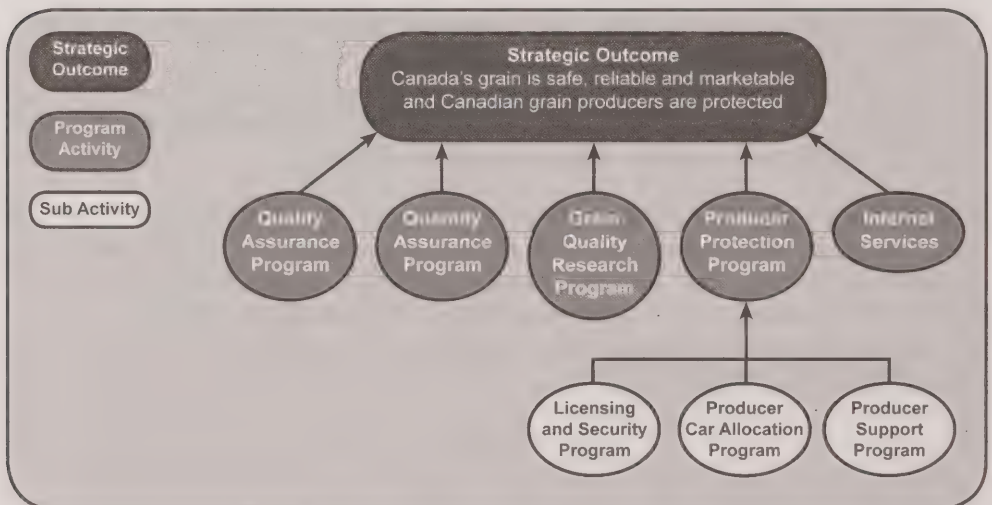 Strategic
Outcome
Program
Activity
Sub Activity
Strategic Outcome
Canada's grain is safe, reliable and marketable
and Canadian grain producers are protected
Quality
Assurance
Program
Quantity
Assurance
Program
Grain
Quality
Research
Program
Producer
Protection
Program
Internal
Services
Licensing
and Security
Program
Producer
Car Allocation
Program
Producer
Support
Program